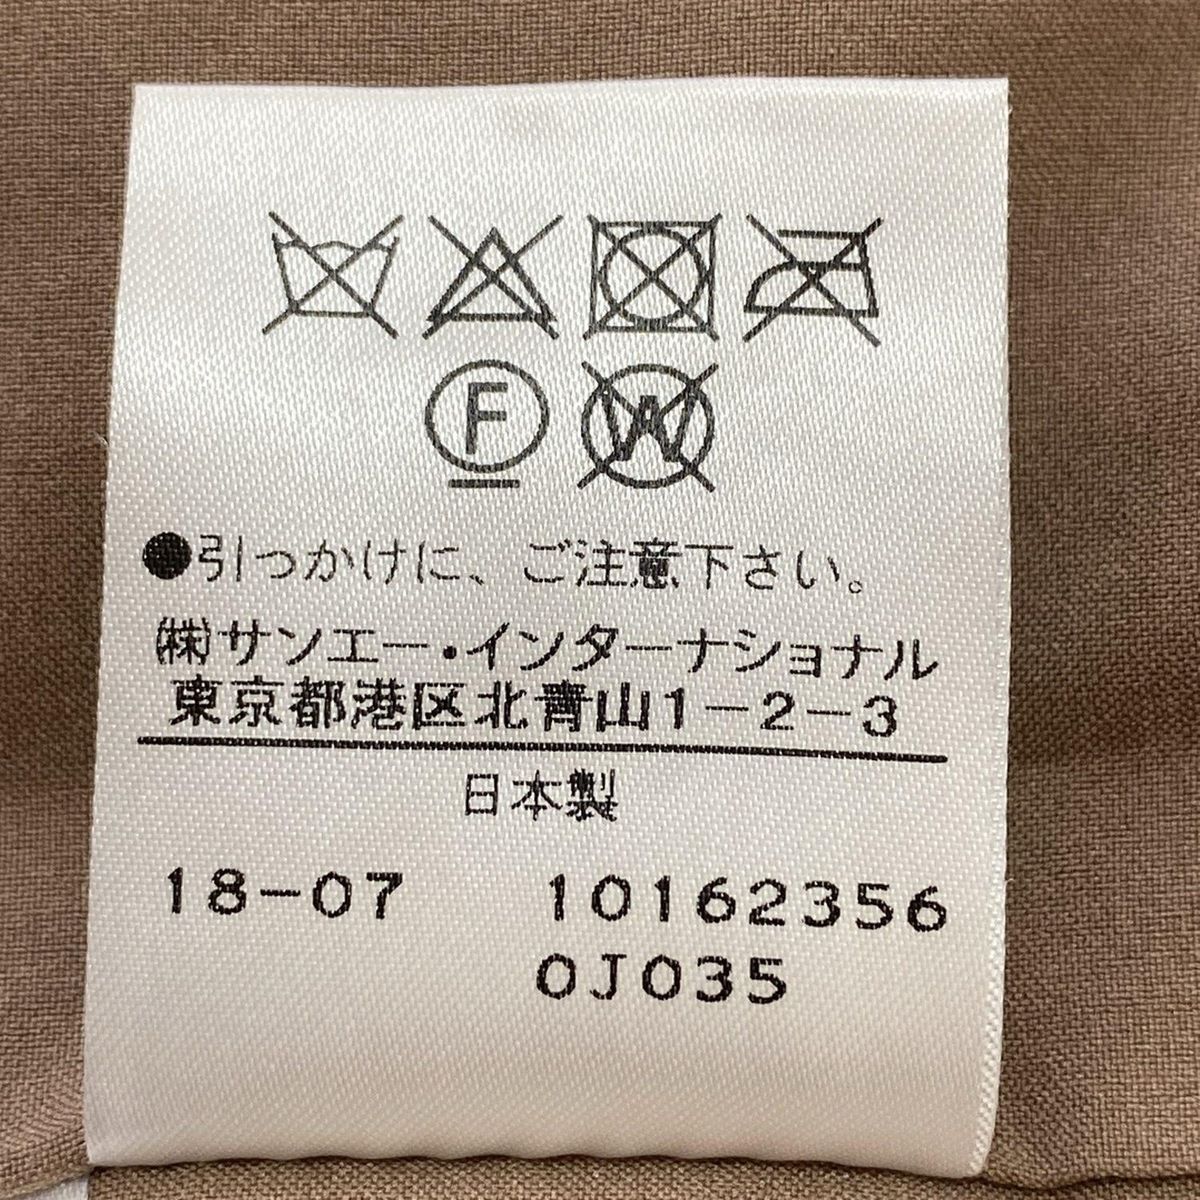 F W
●引っかけに、ご注意下さい。
㈱サンエー・インターナショナル
東京都港区北青山1-2-3
日本製
18-07 10162356
0J035